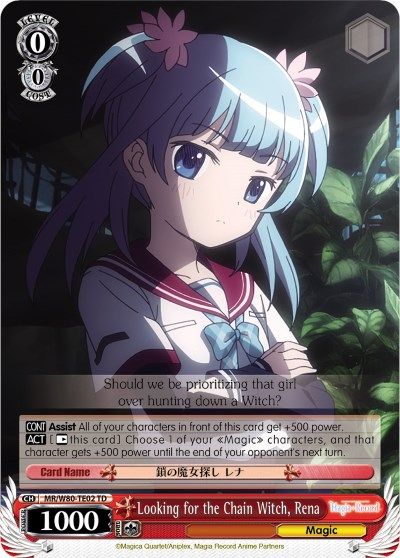 LEVEL
0
0
COST
Should we be prioritizing that girl
over hunting down a Witch?
CONT Assist All of your characters in front of this card get +500 power.
ACT [ this card] Choose 1 of your «Magic» characters, and that
character gets +500 power until the end of your opponent's next turn.
Card Name 鎖の魔女探し レナ
CH MR/W80-TE02 TD
POWER 1000
Looking for the Chain Witch, Rena
Magia Record
Magic
©Magica Quartet/Aniplex, Magia Record Anime Partners